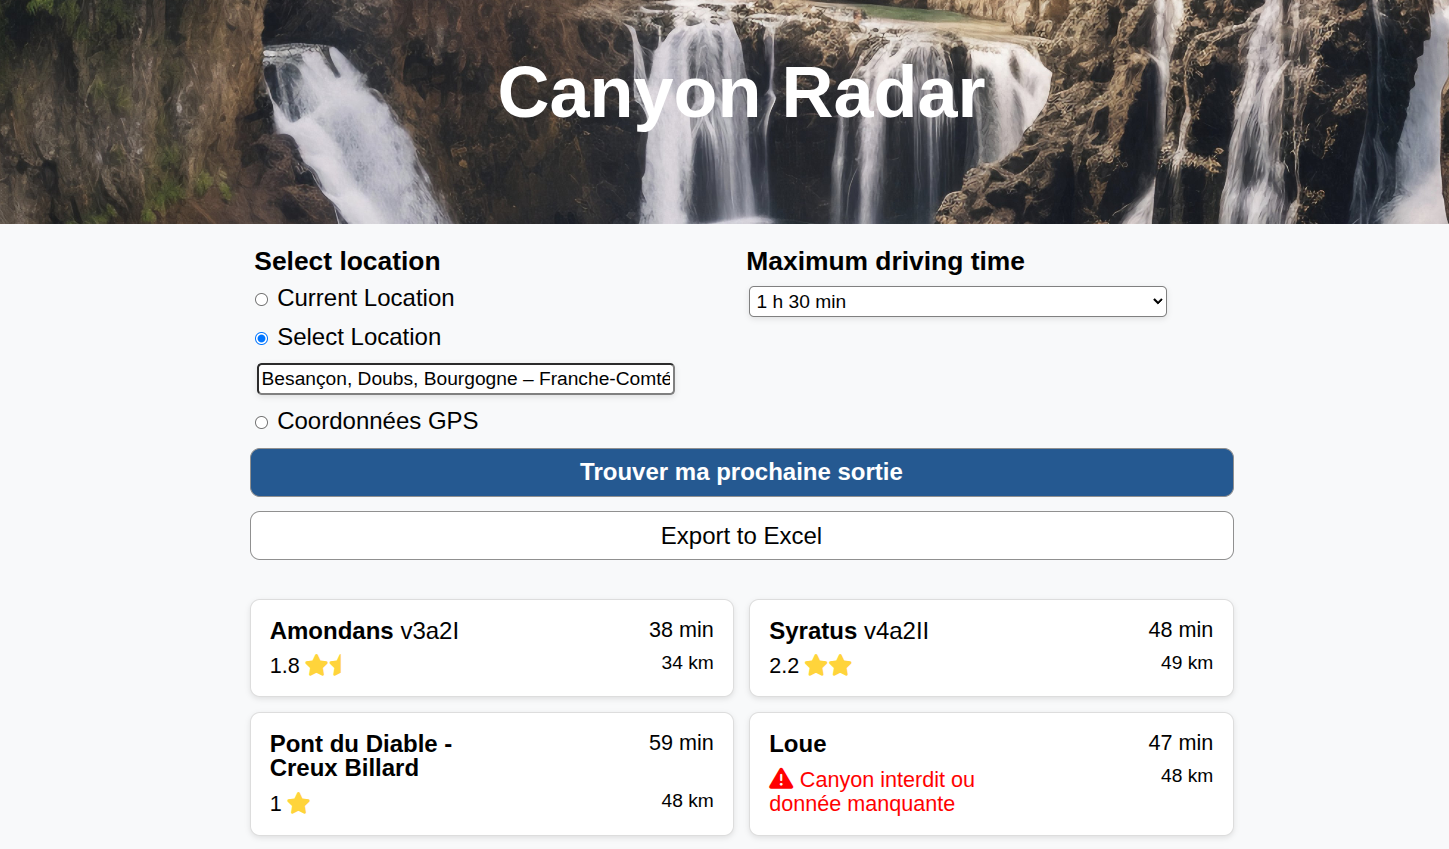 Canyon Radar
Select location
Current Location
Select Location
Besançon, Doubs, Bourgogne – Franche-Comté
Coordonnées GPS
Maximum driving time
1 h 30 min
Trouver ma prochaine sortie
Export to Excel
Amondans v3a2I
38 min
1.8
34 km
Syratus v4a2II
48 min
2.2
49 km
Pont du Diable -
Creux Billard
59 min
1
48 km
Loue
47 min
Canyon interdit ou
donnée manquante
48 km